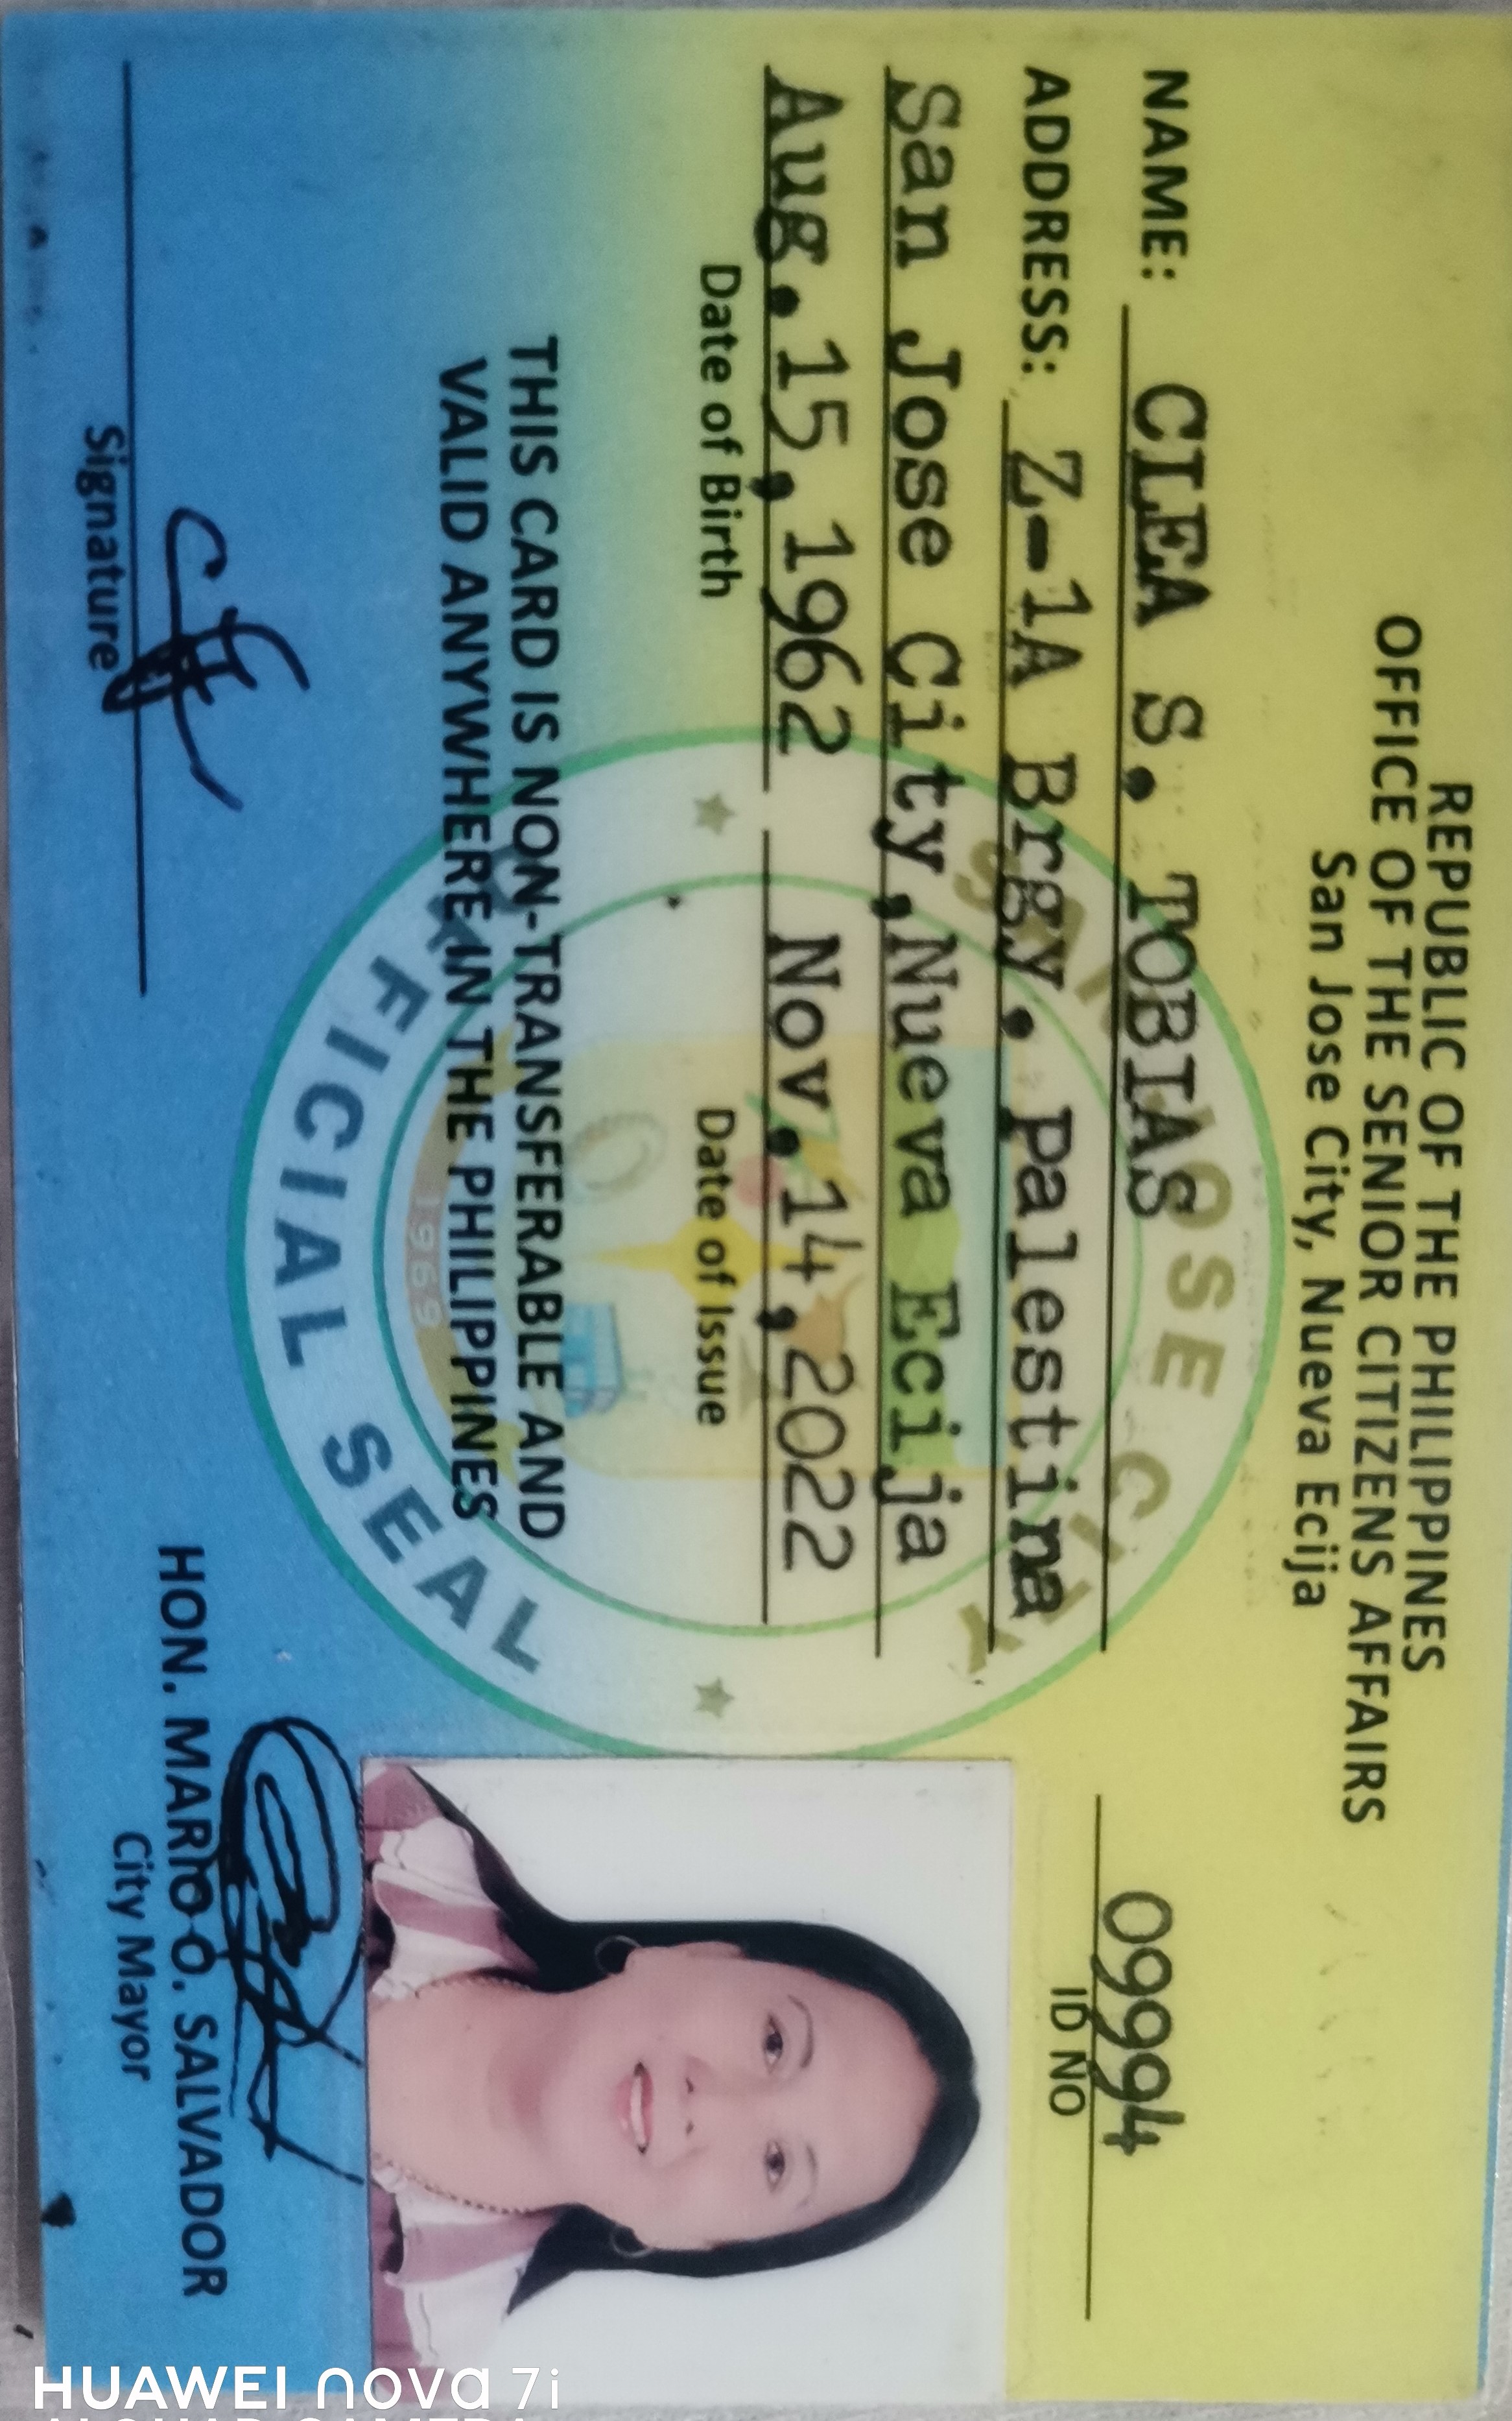 REPUBLIC OF THE PHILIPPINES
OFFICE OF THE SENIOR CITIZENS AFFAIRS
San Jose City, Nueva Ecija
NAME: CLEA S. TOBIAS
ADDRESS: Z-1A Brgy. Palestina
San Jose City, Nueva Ecija
Aug. 15, 1962 Nov. 14, 2022
Date of Birth Date of Issue
09994
ID NO
THIS CARD IS NON-TRANSFERABLE AND
VALID ANYWHERE IN THE PHILIPPINES
Signature
HON. MARIO O. SALVADOR
City Mayor
SAN JOSE CITY
FICIAL SEAL
1969
HUAWEI nova 7i